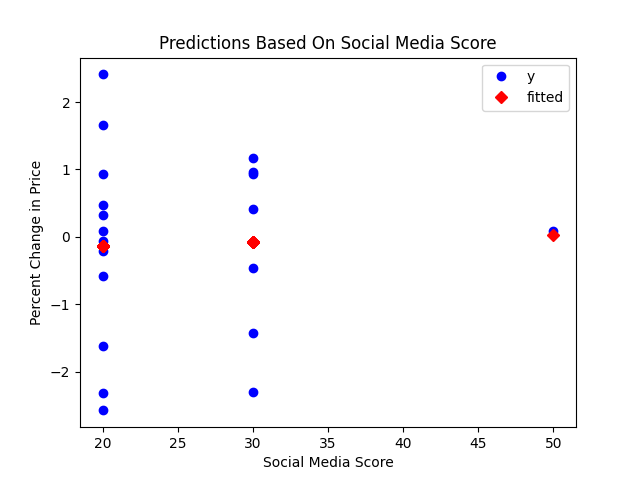 Predictions Based On Social Media Score
y
fitted
Percent Change in Price
2
1
0
−1
−2
20
25
30
35
40
45
50
Social Media Score